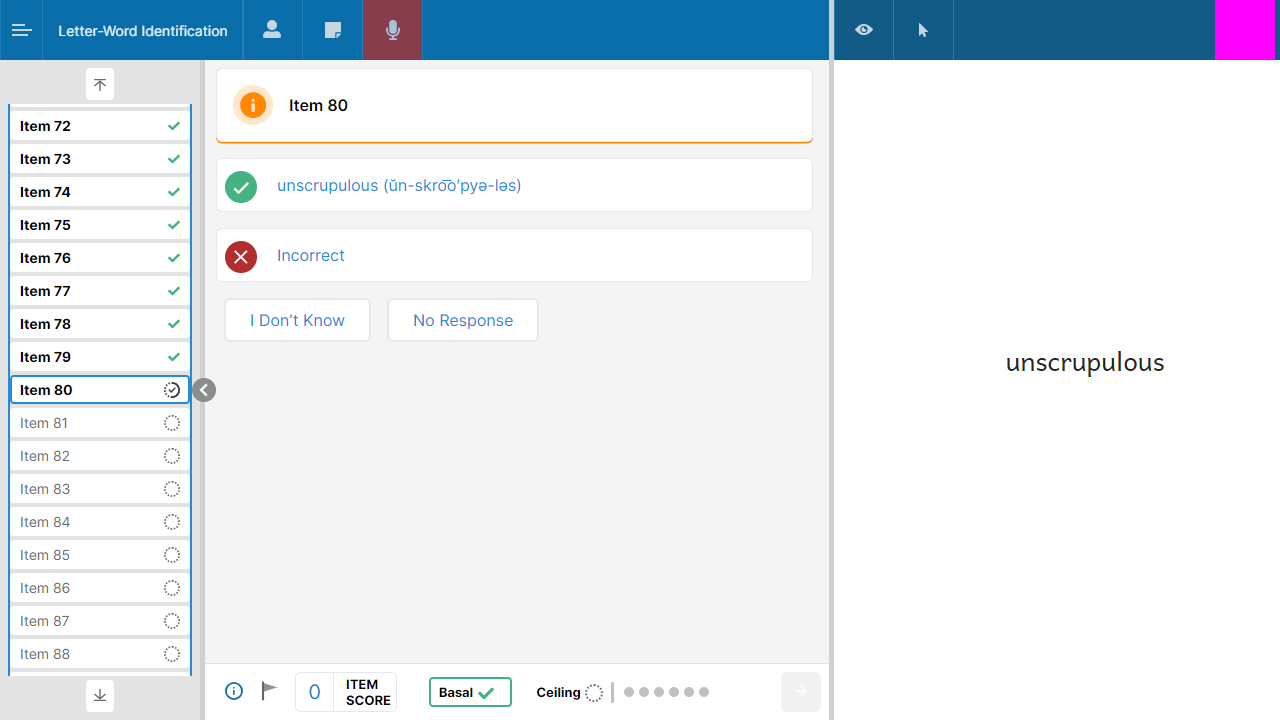 Letter-Word Identification
Item 72
Item 73
Item 74
Item 75
Item 76
Item 77
Item 78
Item 79
Item 80
Item 81
Item 82
Item 83
Item 84
Item 85
Item 86
Item 87
Item 88
Item 80
unscrupulous (ŭn-skro͞o′pyə-ləs)
Incorrect
I Don’t Know
No Response
0
ITEM
SCORE
Basal
Ceiling
unscrupulous